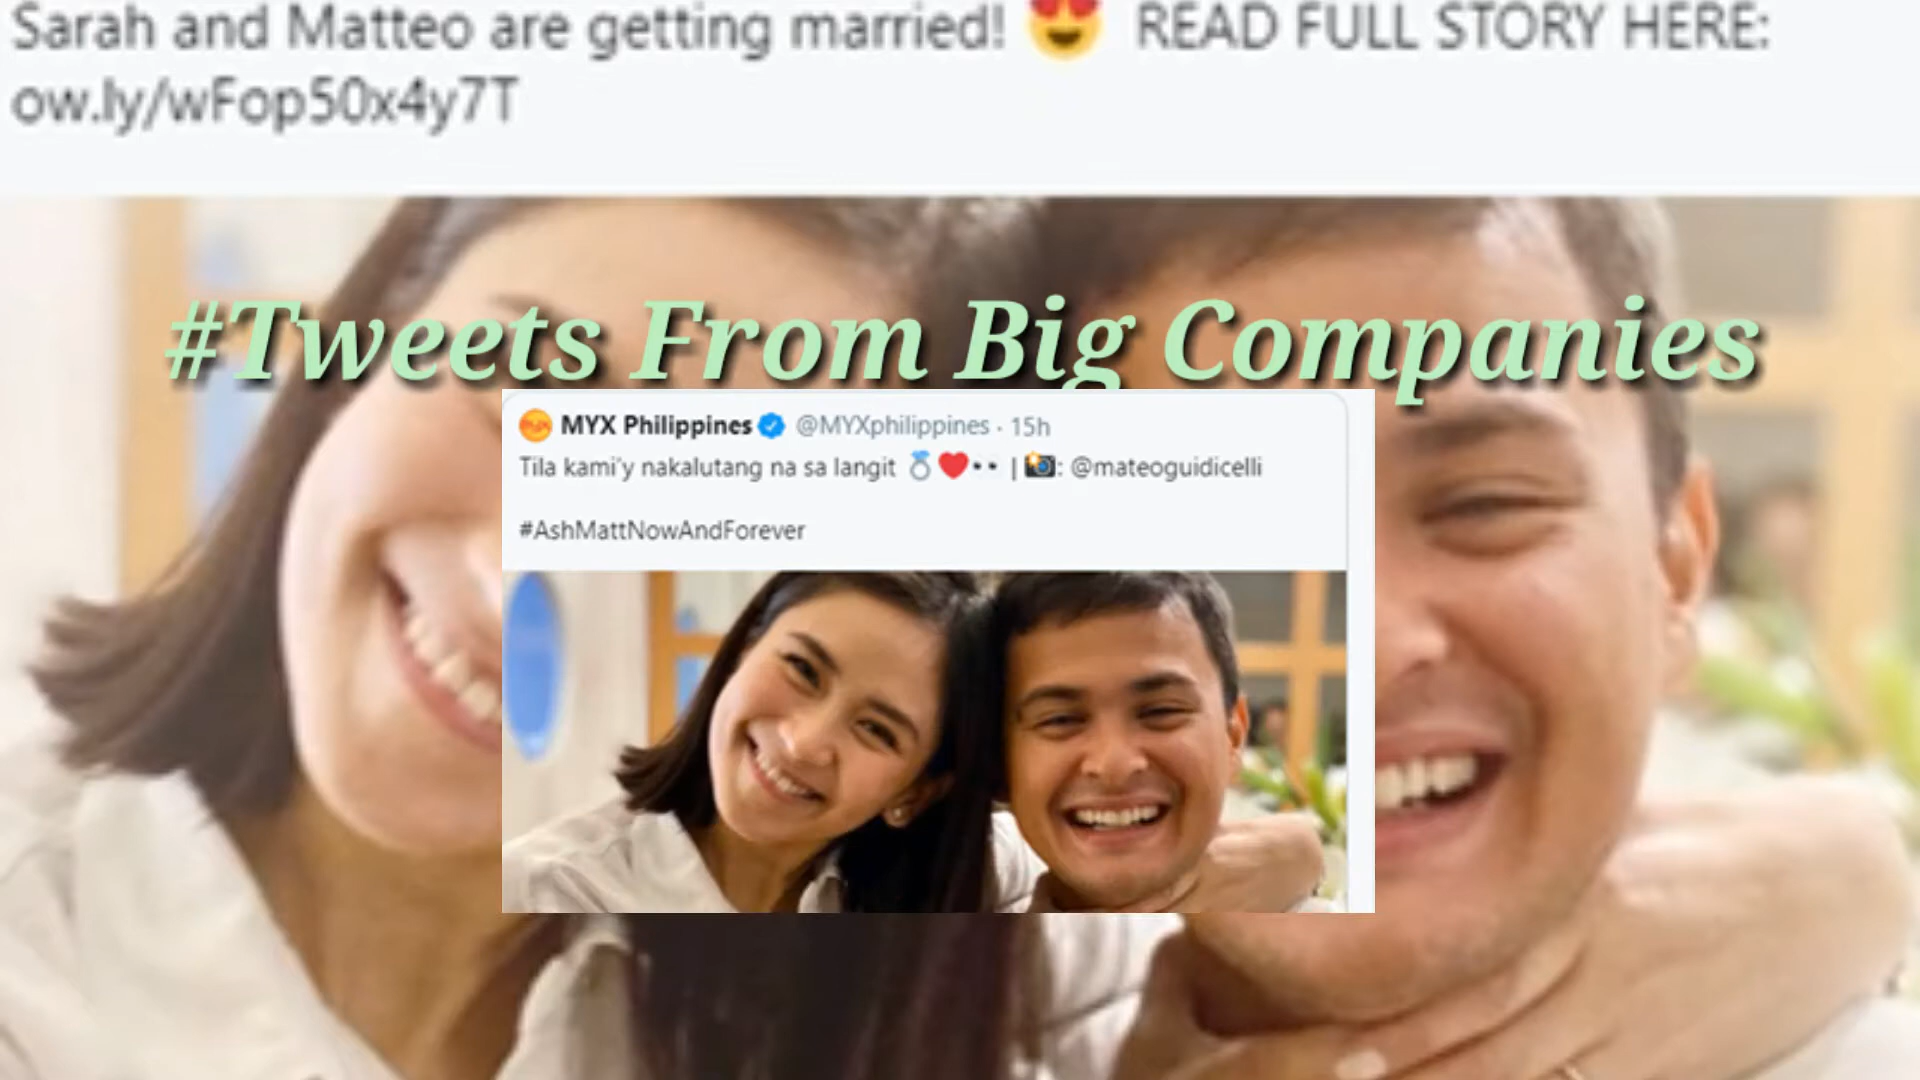 Sarah and Matteo are getting married! 😍 READ FULL STORY HERE:
ow.ly/wFop50x4y7T
#Tweets From Big Companies
MYX Philippines @MYXphilippines · 15h
Tila kami'y nakalutang na sa langit 💍❤️👀 | 📸: @mateoguidicelli
#AshMattNowAndForever